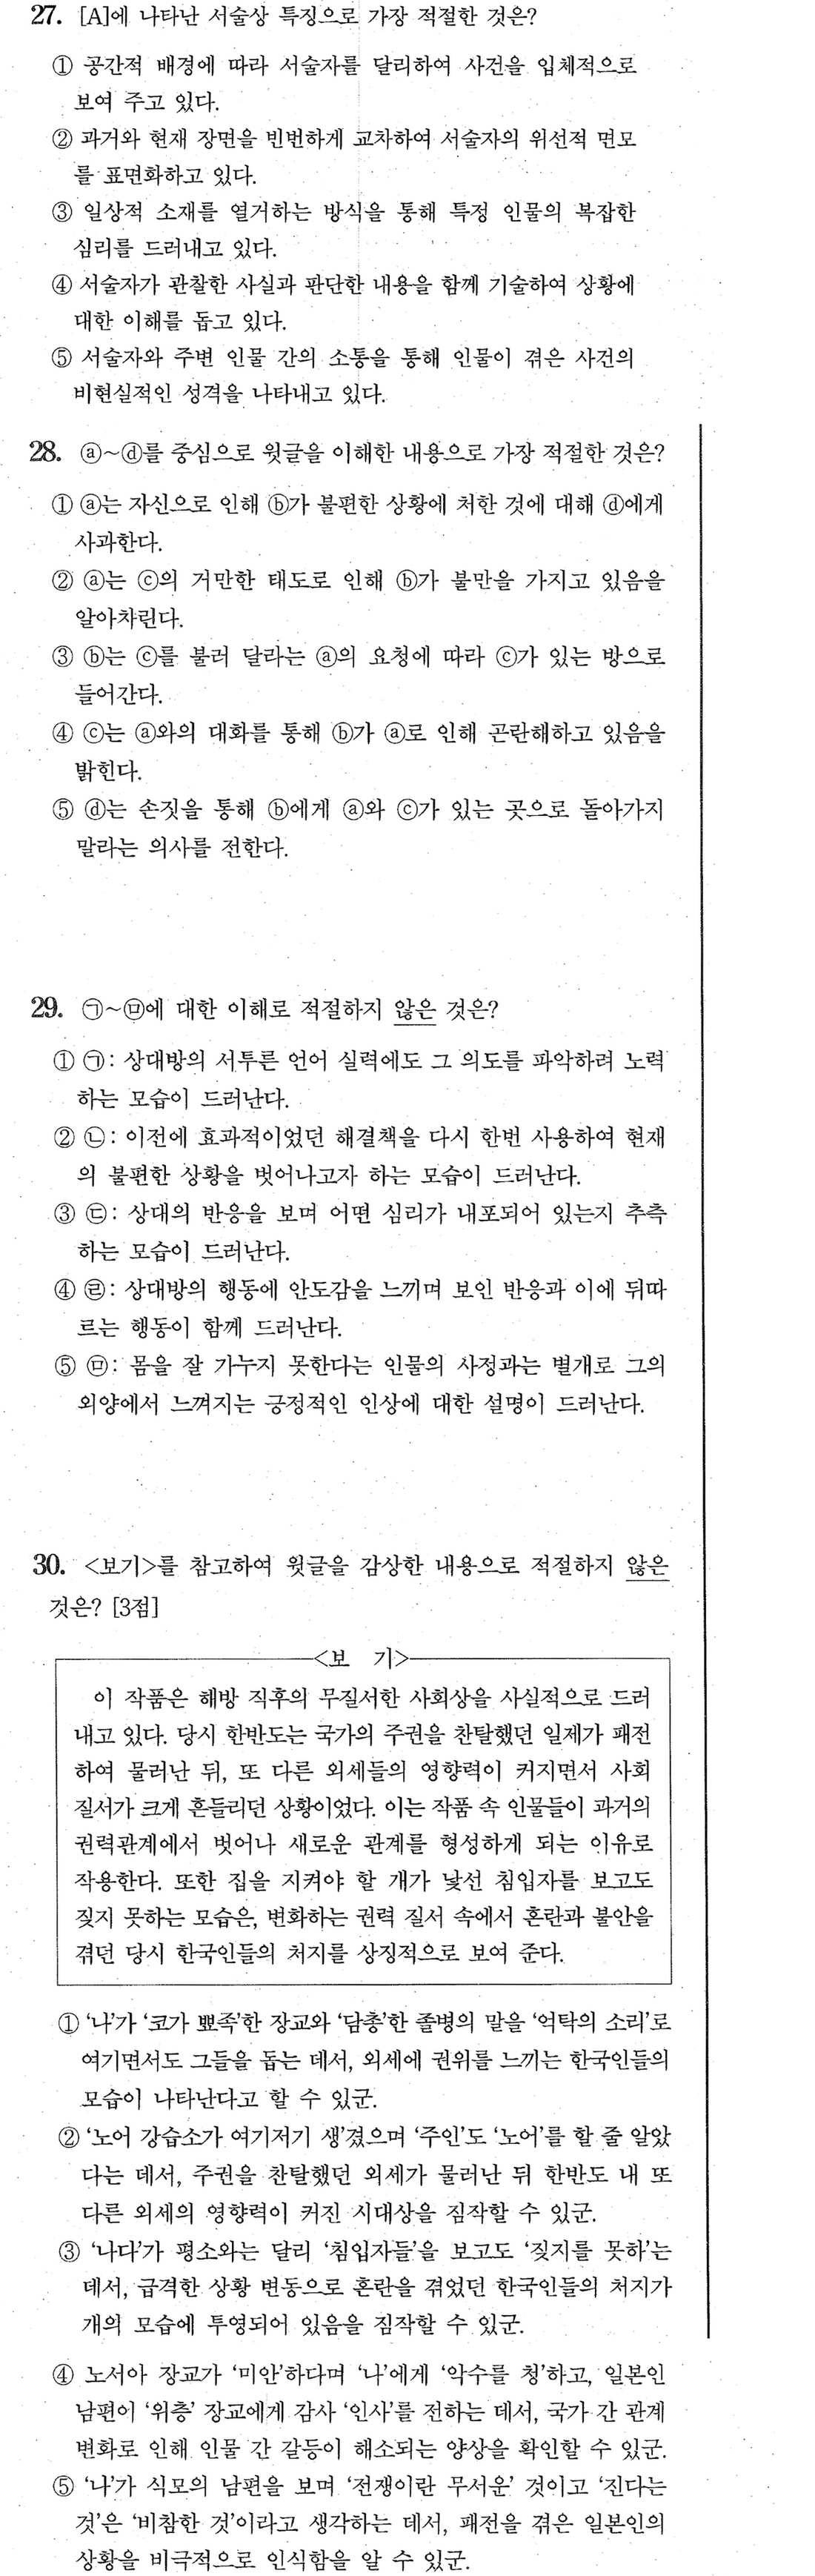 27. [A]에 나타난 서술상 특징으로 가장 적절한 것은?
① 공간적 배경에 따라 서술자를 달리하여 사건을 입체적으로
보여 주고 있다.
② 과거와 현재 장면을 빈번하게 교차하여 서술자의 위선적 면모
를 표면화하고 있다.
③ 일상적 소재를 열거하는 방식을 통해 특정 인물의 복잡한
심리를 드러내고 있다.
④ 서술자가 관찰한 사실과 판단한 내용을 함께 기술하여 상황에
대한 이해를 돕고 있다.
⑤ 서술자와 주변 인물 간의 소통을 통해 인물이 겪은 사건의
비현실적인 성격을 나타내고 있다.
28. ⓐ~ⓓ를 중심으로 윗글을 이해한 내용으로 가장 적절한 것은?
① ⓐ는 자신으로 인해 ⓑ가 불편한 상황에 처한 것에 대해 ⓓ에게
사과한다.
② ⓐ는 ⓒ의 거만한 태도로 인해 ⓑ가 불만을 가지고 있음을
알아차린다.
③ ⓑ는 ⓒ를 불러 달라는 ⓐ의 요청에 따라 ⓒ가 있는 방으로
들어간다.
④ ⓒ는 ⓐ와의 대화를 통해 ⓑ가 ⓐ로 인해 곤란해하고 있음을
밝힌다.
⑤ ⓓ는 손짓을 통해 ⓑ에게 ⓐ와 ⓒ가 있는 곳으로 돌아가지
말라는 의사를 전한다.
29. ㉠~㉤에 대한 이해로 적절하지 않은 것은?
① ㉠: 상대방의 서투른 언어 실력에도 그 의도를 파악하려 노력
하는 모습이 드러난다.
② ㉡: 이전에 효과적이었던 해결책을 다시 한번 사용하여 현재
의 불편한 상황을 벗어나고자 하는 모습이 드러난다.
③ ㉢: 상대의 반응을 보며 어떤 심리가 내포되어 있는지 추측
하는 모습이 드러난다.
④ ㉣: 상대방의 행동에 안도감을 느끼며 보인 반응과 이에 뒤따
르는 행동이 함께 드러난다.
⑤ ㉤: 몸을 잘 가누지 못한다는 인물의 사정과는 별개로 그의
외양에서 느껴지는 긍정적인 인상에 대한 설명이 드러난다.
30. <보기>를 참고하여 윗글을 감상한 내용으로 적절하지 않은
것은? [3점]
<보 기>
이 작품은 해방 직후의 무질서한 사회상을 사실적으로 드러
내고 있다. 당시 한반도는 국가의 주권을 찬탈했던 일제가 패전
하여 물러난 뒤, 또 다른 외세들의 영향력이 커지면서 사회
질서가 크게 흔들리던 상황이었다. 이는 작품 속 인물들이 과거의
권력관계에서 벗어나 새로운 관계를 형성하게 되는 이유로
작용한다. 또한 집을 지켜야 할 개가 낯선 침입자를 보고도
짖지 못하는 모습은, 변화하는 권력 질서 속에서 혼란과 불안을
겪던 당시 한국인들의 처지를 상징적으로 보여 준다.
① ‘나’가 ‘코가 뾰족’한 장교와 ‘담총’한 졸병의 말을 ‘억탁의 소리’로
여기면서도 그들을 돕는 데서, 외세에 권위를 느끼는 한국인들의
모습이 나타난다고 할 수 있군.
② ‘노어 강습소가 여기저기 생’겼으며 ‘주인’도 ‘노어’를 할 줄 알았
다는 데서, 주권을 찬탈했던 외세가 물러난 뒤 한반도 내 또
다른 외세의 영향력이 커진 시대상을 짐작할 수 있군.
③ ‘나다’가 평소와는 달리 ‘침입자들’을 보고도 ‘짖지를 못하’는
데서, 급격한 상황 변동으로 혼란을 겪었던 한국인들의 처지가
개의 모습에 투영되어 있음을 짐작할 수 있군.
④ 노서아 장교가 ‘미안’하다며 ‘나’에게 ‘악수를 청’하고, 일본인
남편이 ‘위층’ 장교에게 감사 ‘인사’를 전하는 데서, 국가 간 관계
변화로 인해 인물 간 갈등이 해소되는 양상을 확인할 수 있군.
⑤ ‘나’가 식모의 남편을 보며 ‘전쟁이란 무서운’ 것이고 ‘진다는
것’은 ‘비참한 것’이라고 생각하는 데서, 패전을 겪은 일본인의
상황을 비극적으로 인식함을 알 수 있군.